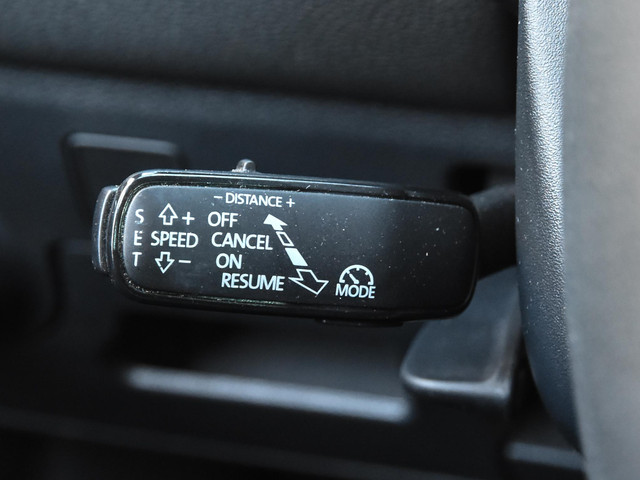 − DISTANCE +
S + OFF
E SPEED CANCEL
T − ON
RESUME
MODE